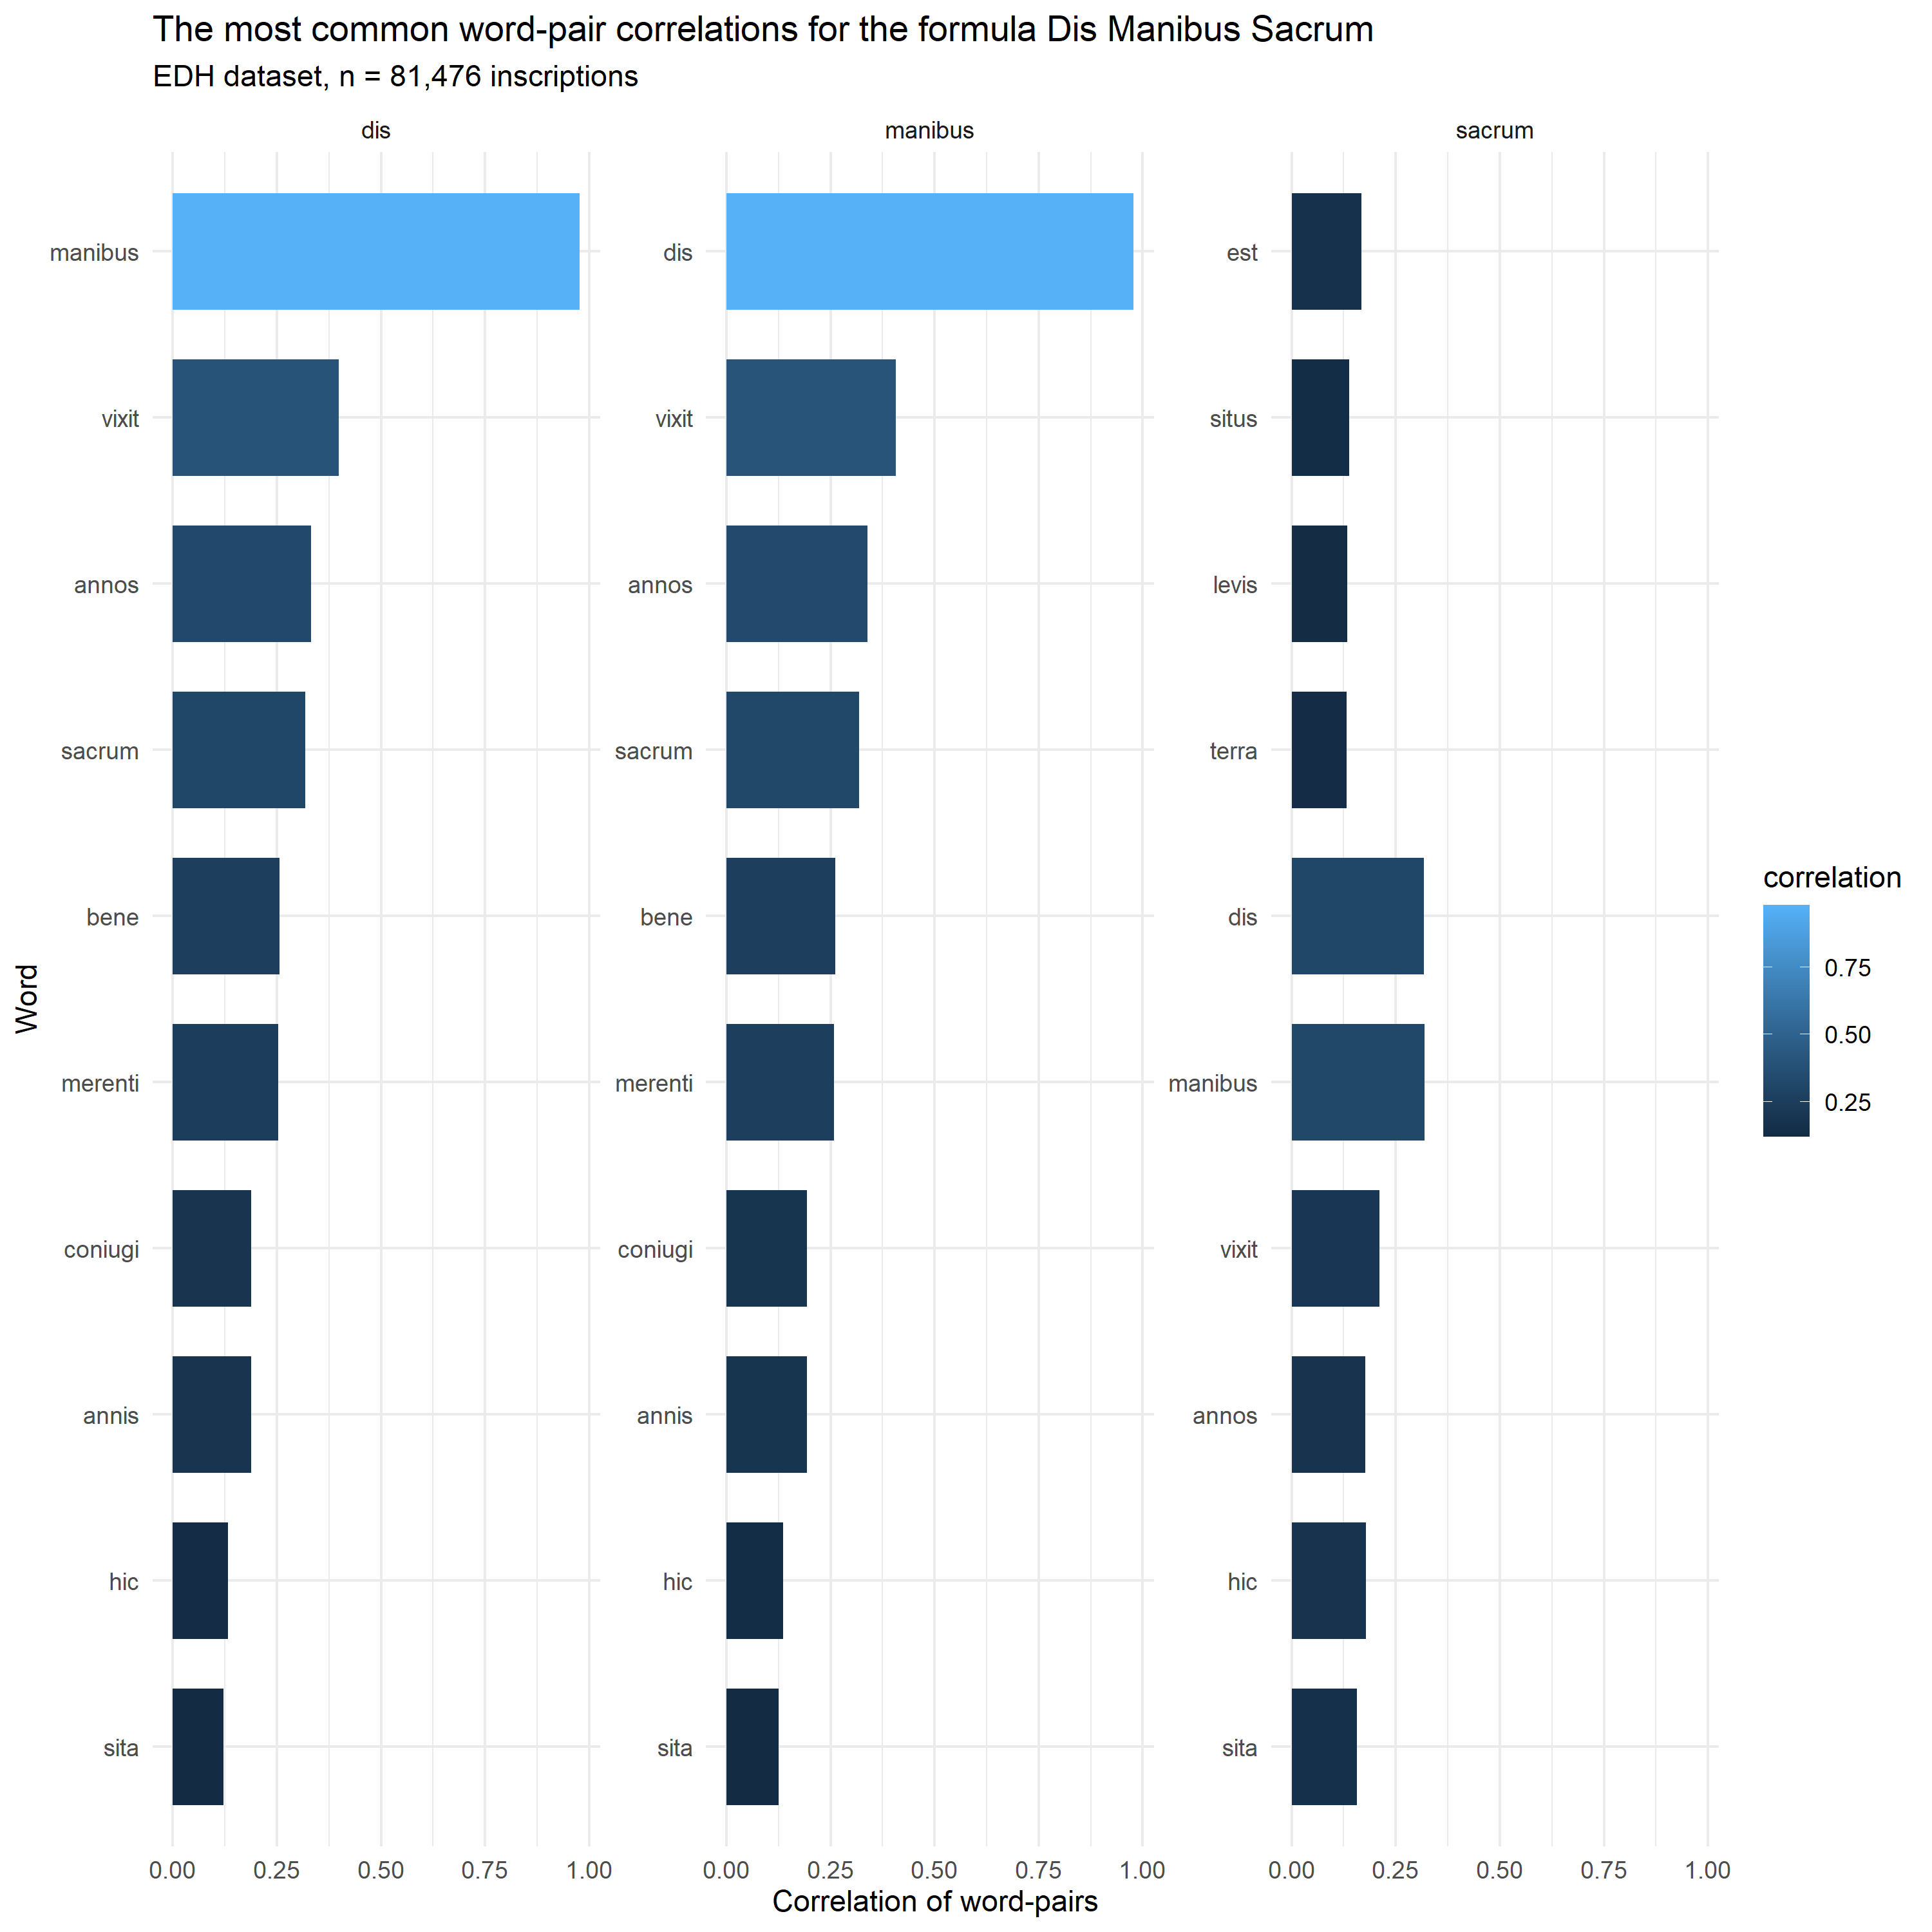 The most common word-pair correlations for the formula Dis Manibus Sacrum
EDH dataset, n = 81,476 inscriptions
dis
manibus
vixit
annos
sacrum
bene
merenti
coniugi
annis
hic
sita
0.00 0.25 0.50 0.75 1.00
manibus
dis
vixit
annos
sacrum
bene
merenti
coniugi
annis
hic
sita
0.00 0.25 0.50 0.75 1.00
sacrum
est
situs
levis
terra
dis
manibus
vixit
annos
hic
sita
0.00 0.25 0.50 0.75 1.00
Word
Correlation of word-pairs
correlation
0.75
0.50
0.25